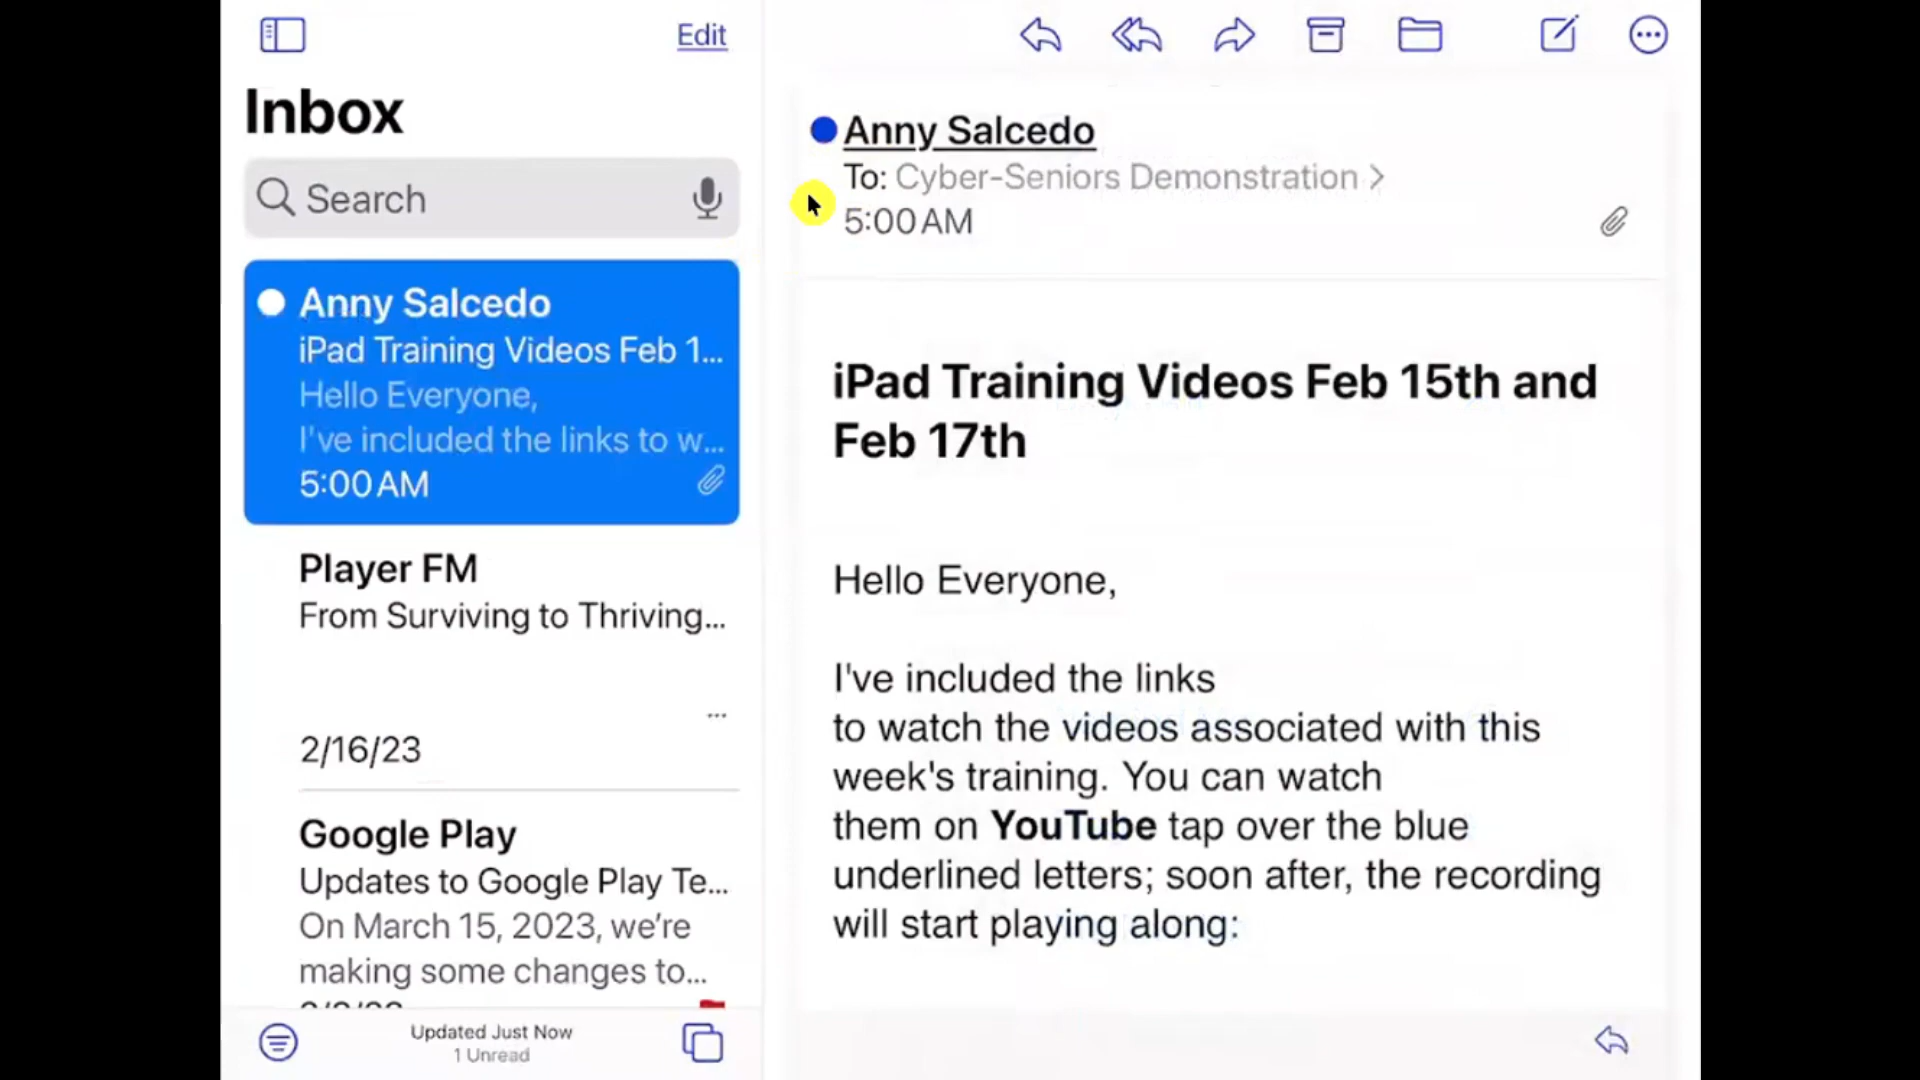 Edit
Inbox
Search
Anny Salcedo
iPad Training Videos Feb 1...
Hello Everyone,
I've included the links to w...
5:00 AM
Player FM
From Surviving to Thriving...
...
2/16/23
Google Play
Updates to Google Play Te...
On March 15, 2023, we're
making some changes to...
Updated Just Now
1 Unread
Anny Salcedo
To: Cyber-Seniors Demonstration >
5:00 AM
iPad Training Videos Feb 15th and
Feb 17th
Hello Everyone,
I've included the links
to watch the videos associated with this
week's training. You can watch
them on YouTube tap over the blue
underlined letters; soon after, the recording
will start playing along: